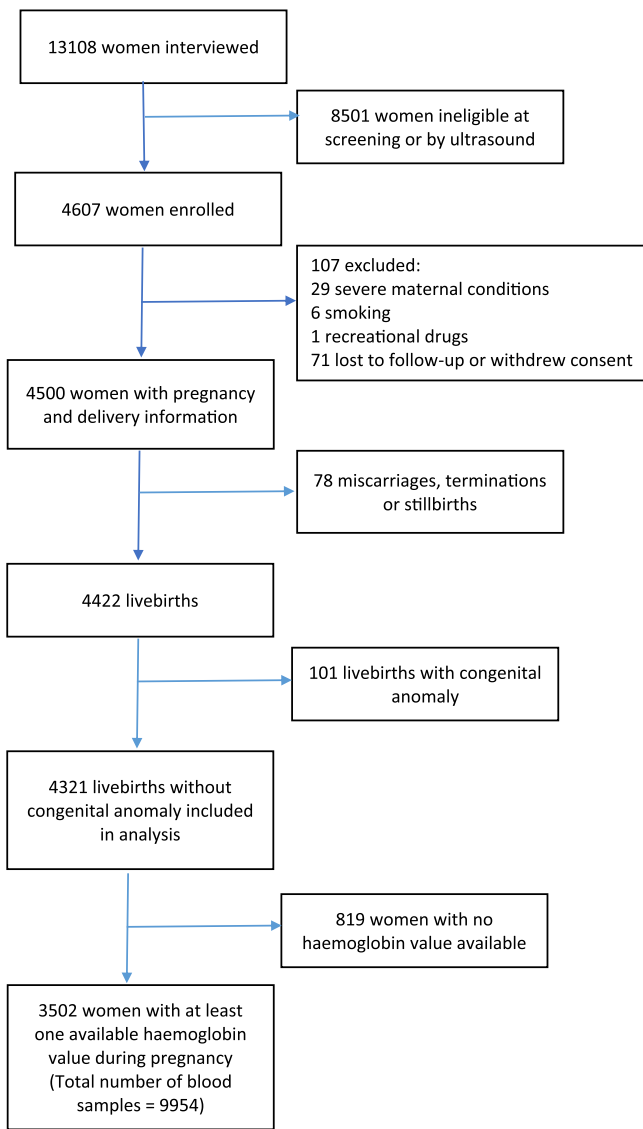 13108 women interviewed
8501 women ineligible at
screening or by ultrasound
4607 women enrolled
107 excluded:
29 severe maternal conditions
6 smoking
1 recreational drugs
71 lost to follow-up or withdrew consent
4500 women with pregnancy
and delivery information
78 miscarriages, terminations
or stillbirths
4422 livebirths
101 livebirths with congenital
anomaly
4321 livebirths without
congenital anomaly included
in analysis
819 women with no
haemoglobin value available
3502 women with at least
one available haemoglobin
value during pregnancy
(Total number of blood
samples = 9954)